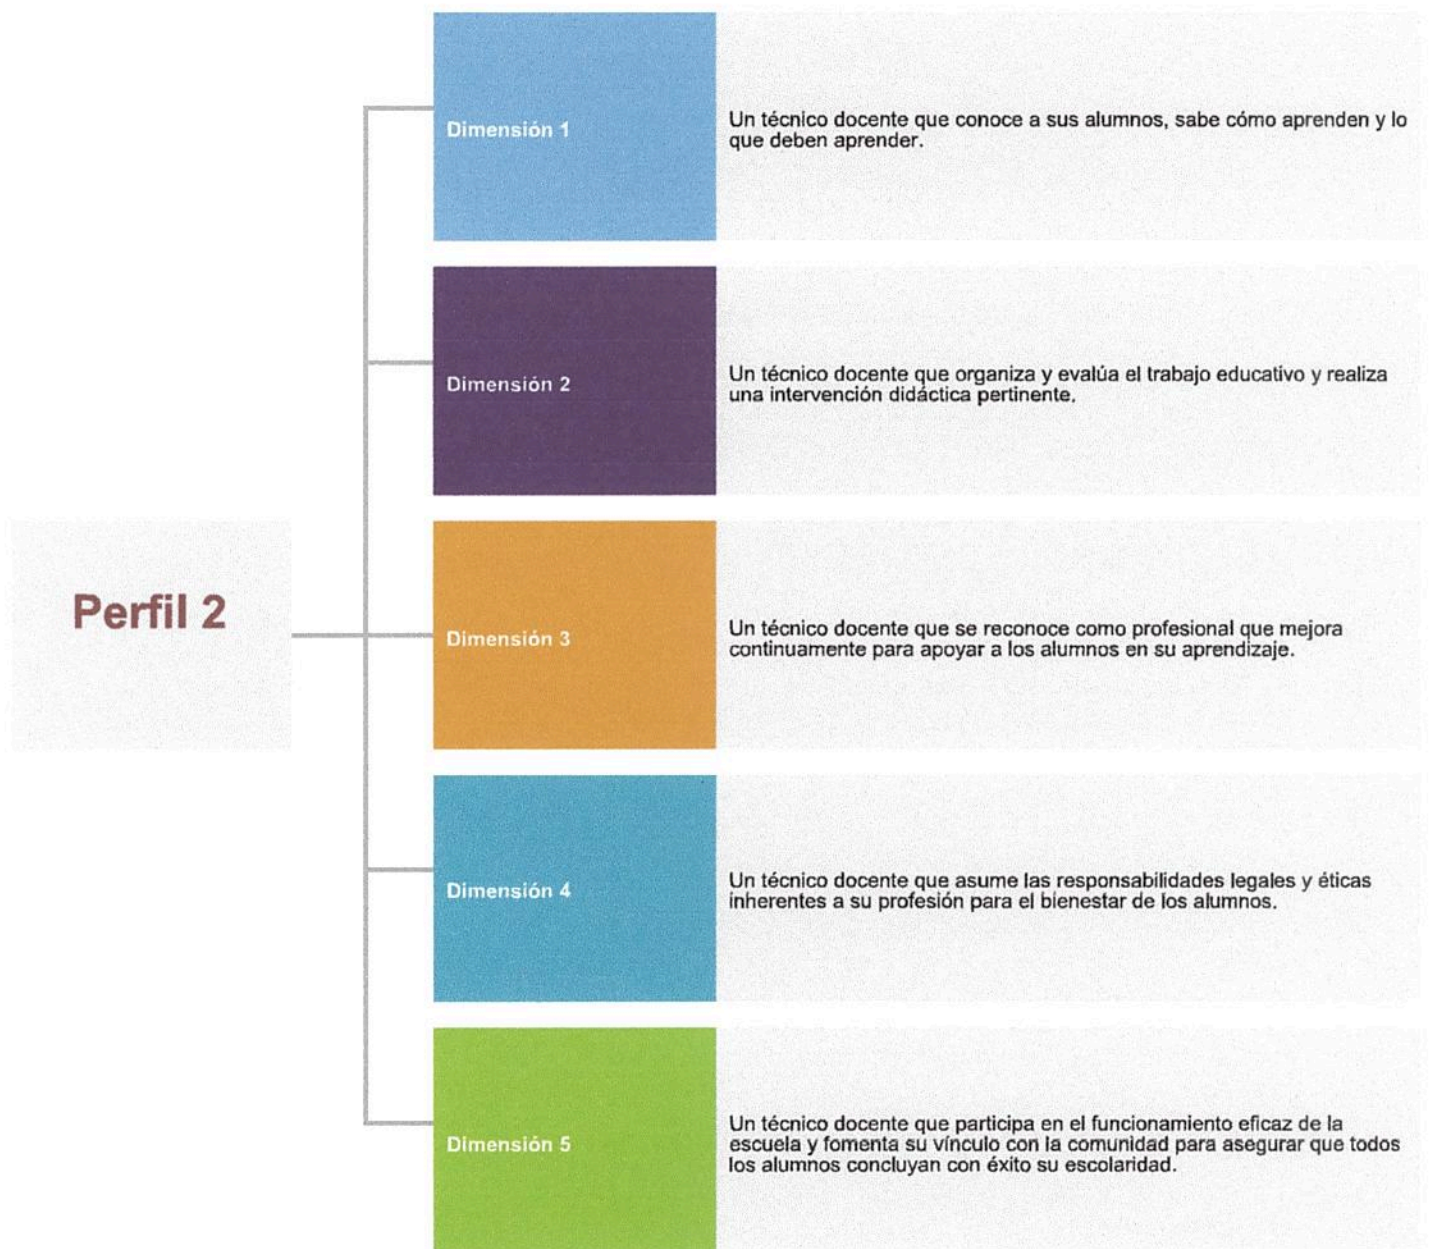 Perfil 2
Dimensión 1
Un técnico docente que conoce a sus alumnos, sabe cómo aprenden y lo
que deben aprender.
Dimensión 2
Un técnico docente que organiza y evalúa el trabajo educativo y realiza
una intervención didáctica pertinente.
Dimensión 3
Un técnico docente que se reconoce como profesional que mejora
continuamente para apoyar a los alumnos en su aprendizaje.
Dimensión 4
Un técnico docente que asume las responsabilidades legales y éticas
inherentes a su profesión para el bienestar de los alumnos.
Dimensión 5
Un técnico docente que participa en el funcionamiento eficaz de la
escuela y fomenta su vínculo con la comunidad para asegurar que todos
los alumnos concluyan con éxito su escolaridad.